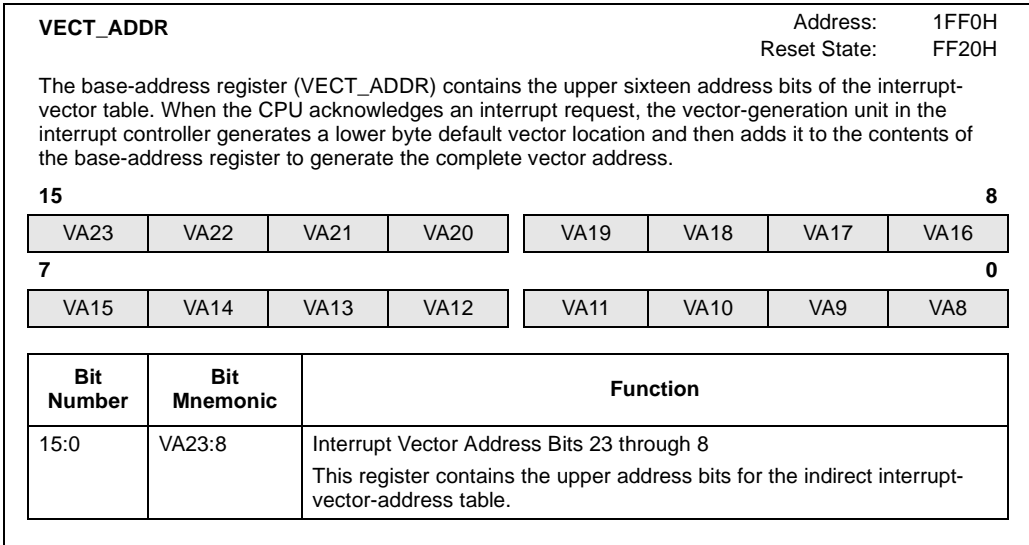 VECT_ADDR Address: 1FF0H
Reset State: FF20H
The base-address register (VECT_ADDR) contains the upper sixteen address bits of the interrupt-
vector table. When the CPU acknowledges an interrupt request, the vector-generation unit in the
interrupt controller generates a lower byte default vector location and then adds it to the contents of
the base-address register to generate the complete vector address.
15 8
VA23 VA22 VA21 VA20 VA19 VA18 VA17 VA16
7 0
VA15 VA14 VA13 VA12 VA11 VA10 VA9 VA8
Bit Number Bit Mnemonic Function
15:0 VA23:8 Interrupt Vector Address Bits 23 through 8
This register contains the upper address bits for the indirect interrupt-
vector-address table.